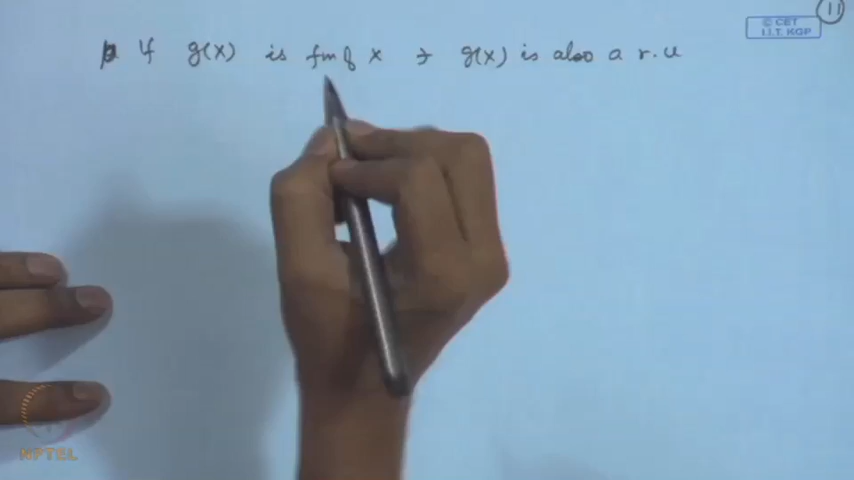 11
© CET
I.I.T. KGP
If g(x) is fn of x ∋ g(x) is also a r.v
NPTEL